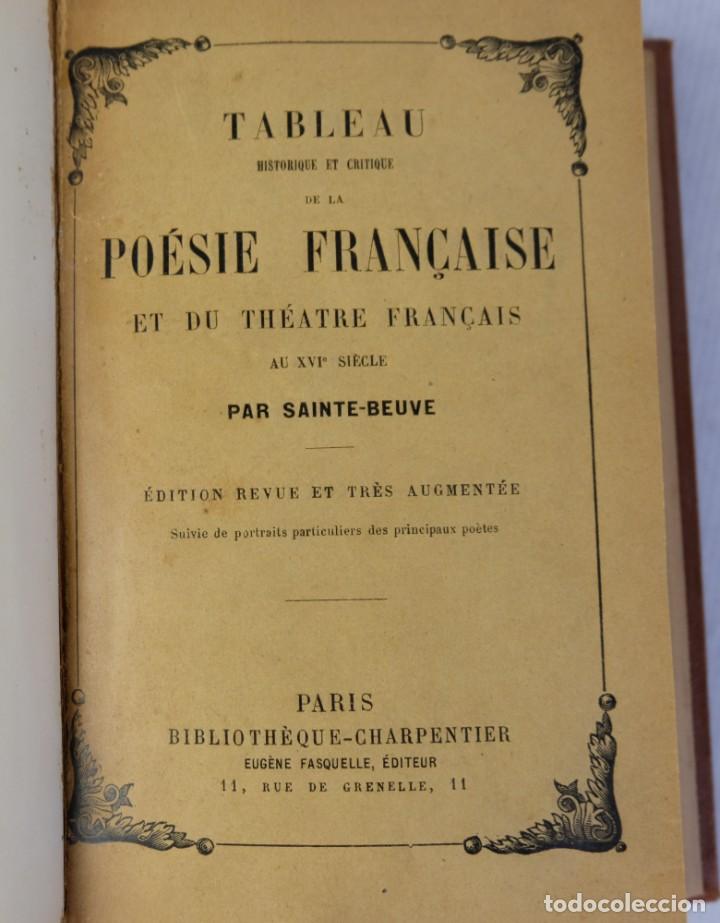 TABLEAU
HISTORIQUE ET CRITIQUE
DE LA
POÉSIE FRANÇAISE
ET DU THÉATRE FRANÇAIS
AU XVIe SIÈCLE
PAR SAINTE-BEUVE
ÉDITION REVUE ET TRÈS AUGMENTÉE
Suivie de portraits particuliers des principaux poètes
PARIS
BIBLIOTHÈQUE-CHARPENTIER
EUGÈNE FASQUELLE, ÉDITEUR
11, RUE DE GRENELLE, 11
todocoleccion